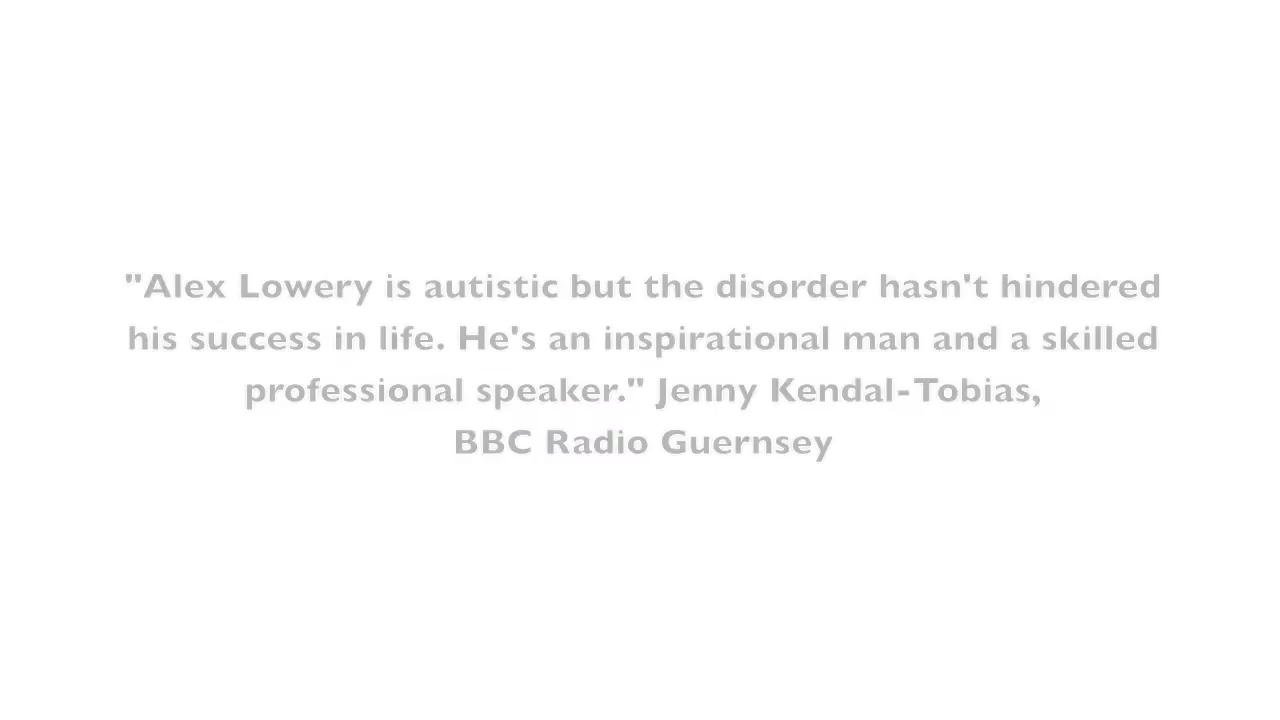 "Alex Lowery is autistic but the disorder hasn't hindered
his success in life. He's an inspirational man and a skilled
professional speaker." Jenny Kendal-Tobias,
BBC Radio Guernsey